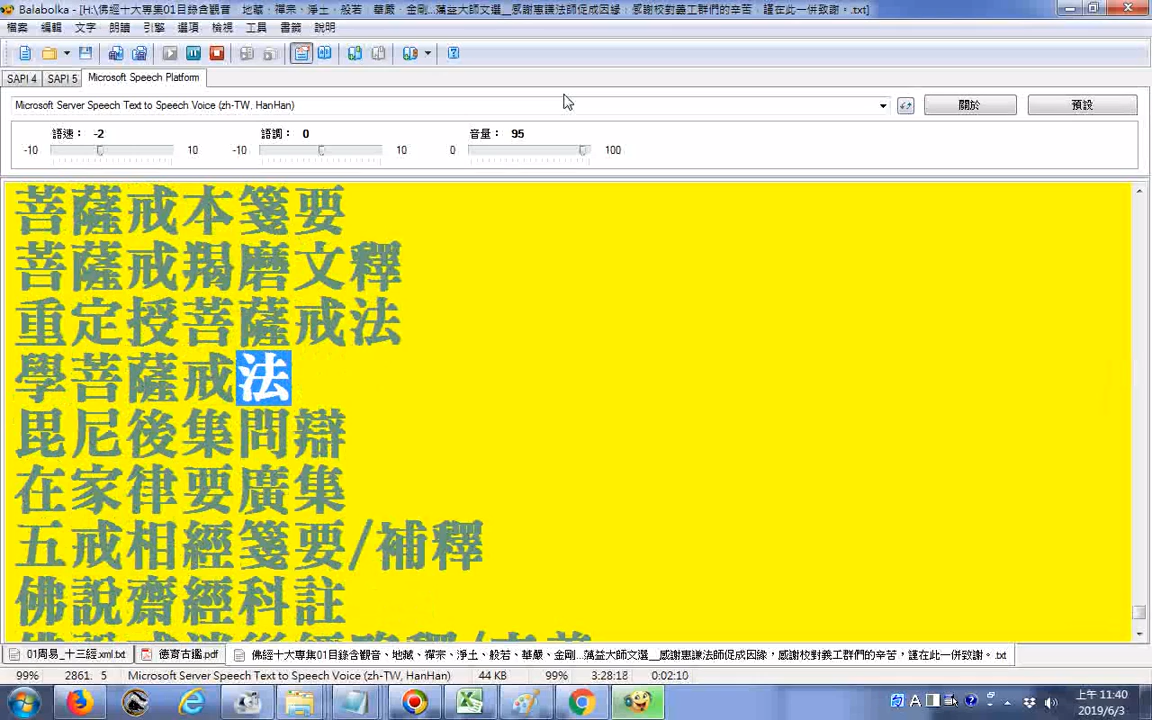 Balabolka - [H:\佛經十大專集01目錄含觀音、地藏、禪宗、淨土、般若、華嚴、金剛...蕅益大師文選__感謝惠謙法師促成因緣，感謝校對義工群們的辛苦，謹在此一併致謝。.txt]
檔案 編輯 文字 朗讀 引擎 選項 檢視 工具 書籤 說明
SAPI 4 SAPI 5 Microsoft Speech Platform
Microsoft Server Speech Text to Speech Voice (zh-TW, HanHan) 關於 預設
語速： -2 語調： 0 音量： 95
-10 10 -10 10 0 100
菩薩戒本箋要
菩薩戒羯磨文釋
重定授菩薩戒法
學菩薩戒法
毘尼後集問辯
在家律要廣集
五戒相經箋要/補釋
佛說齋經科註
01周易_十三經.xml.txt 德育古鑑.pdf 佛經十大專集01目錄含觀音、地藏、禪宗、淨土、般若、華嚴、金剛...蕅益大師文選__感謝惠謙法師促成因緣，感謝校對義工群們的辛苦，謹在此一併致謝。.txt
99% 2861: 5 Microsoft Server Speech Text to Speech Voice (zh-TW, HanHan) 44 KB 99% 3:28:18 0:02:10
A 上午 11:40
2019/6/3